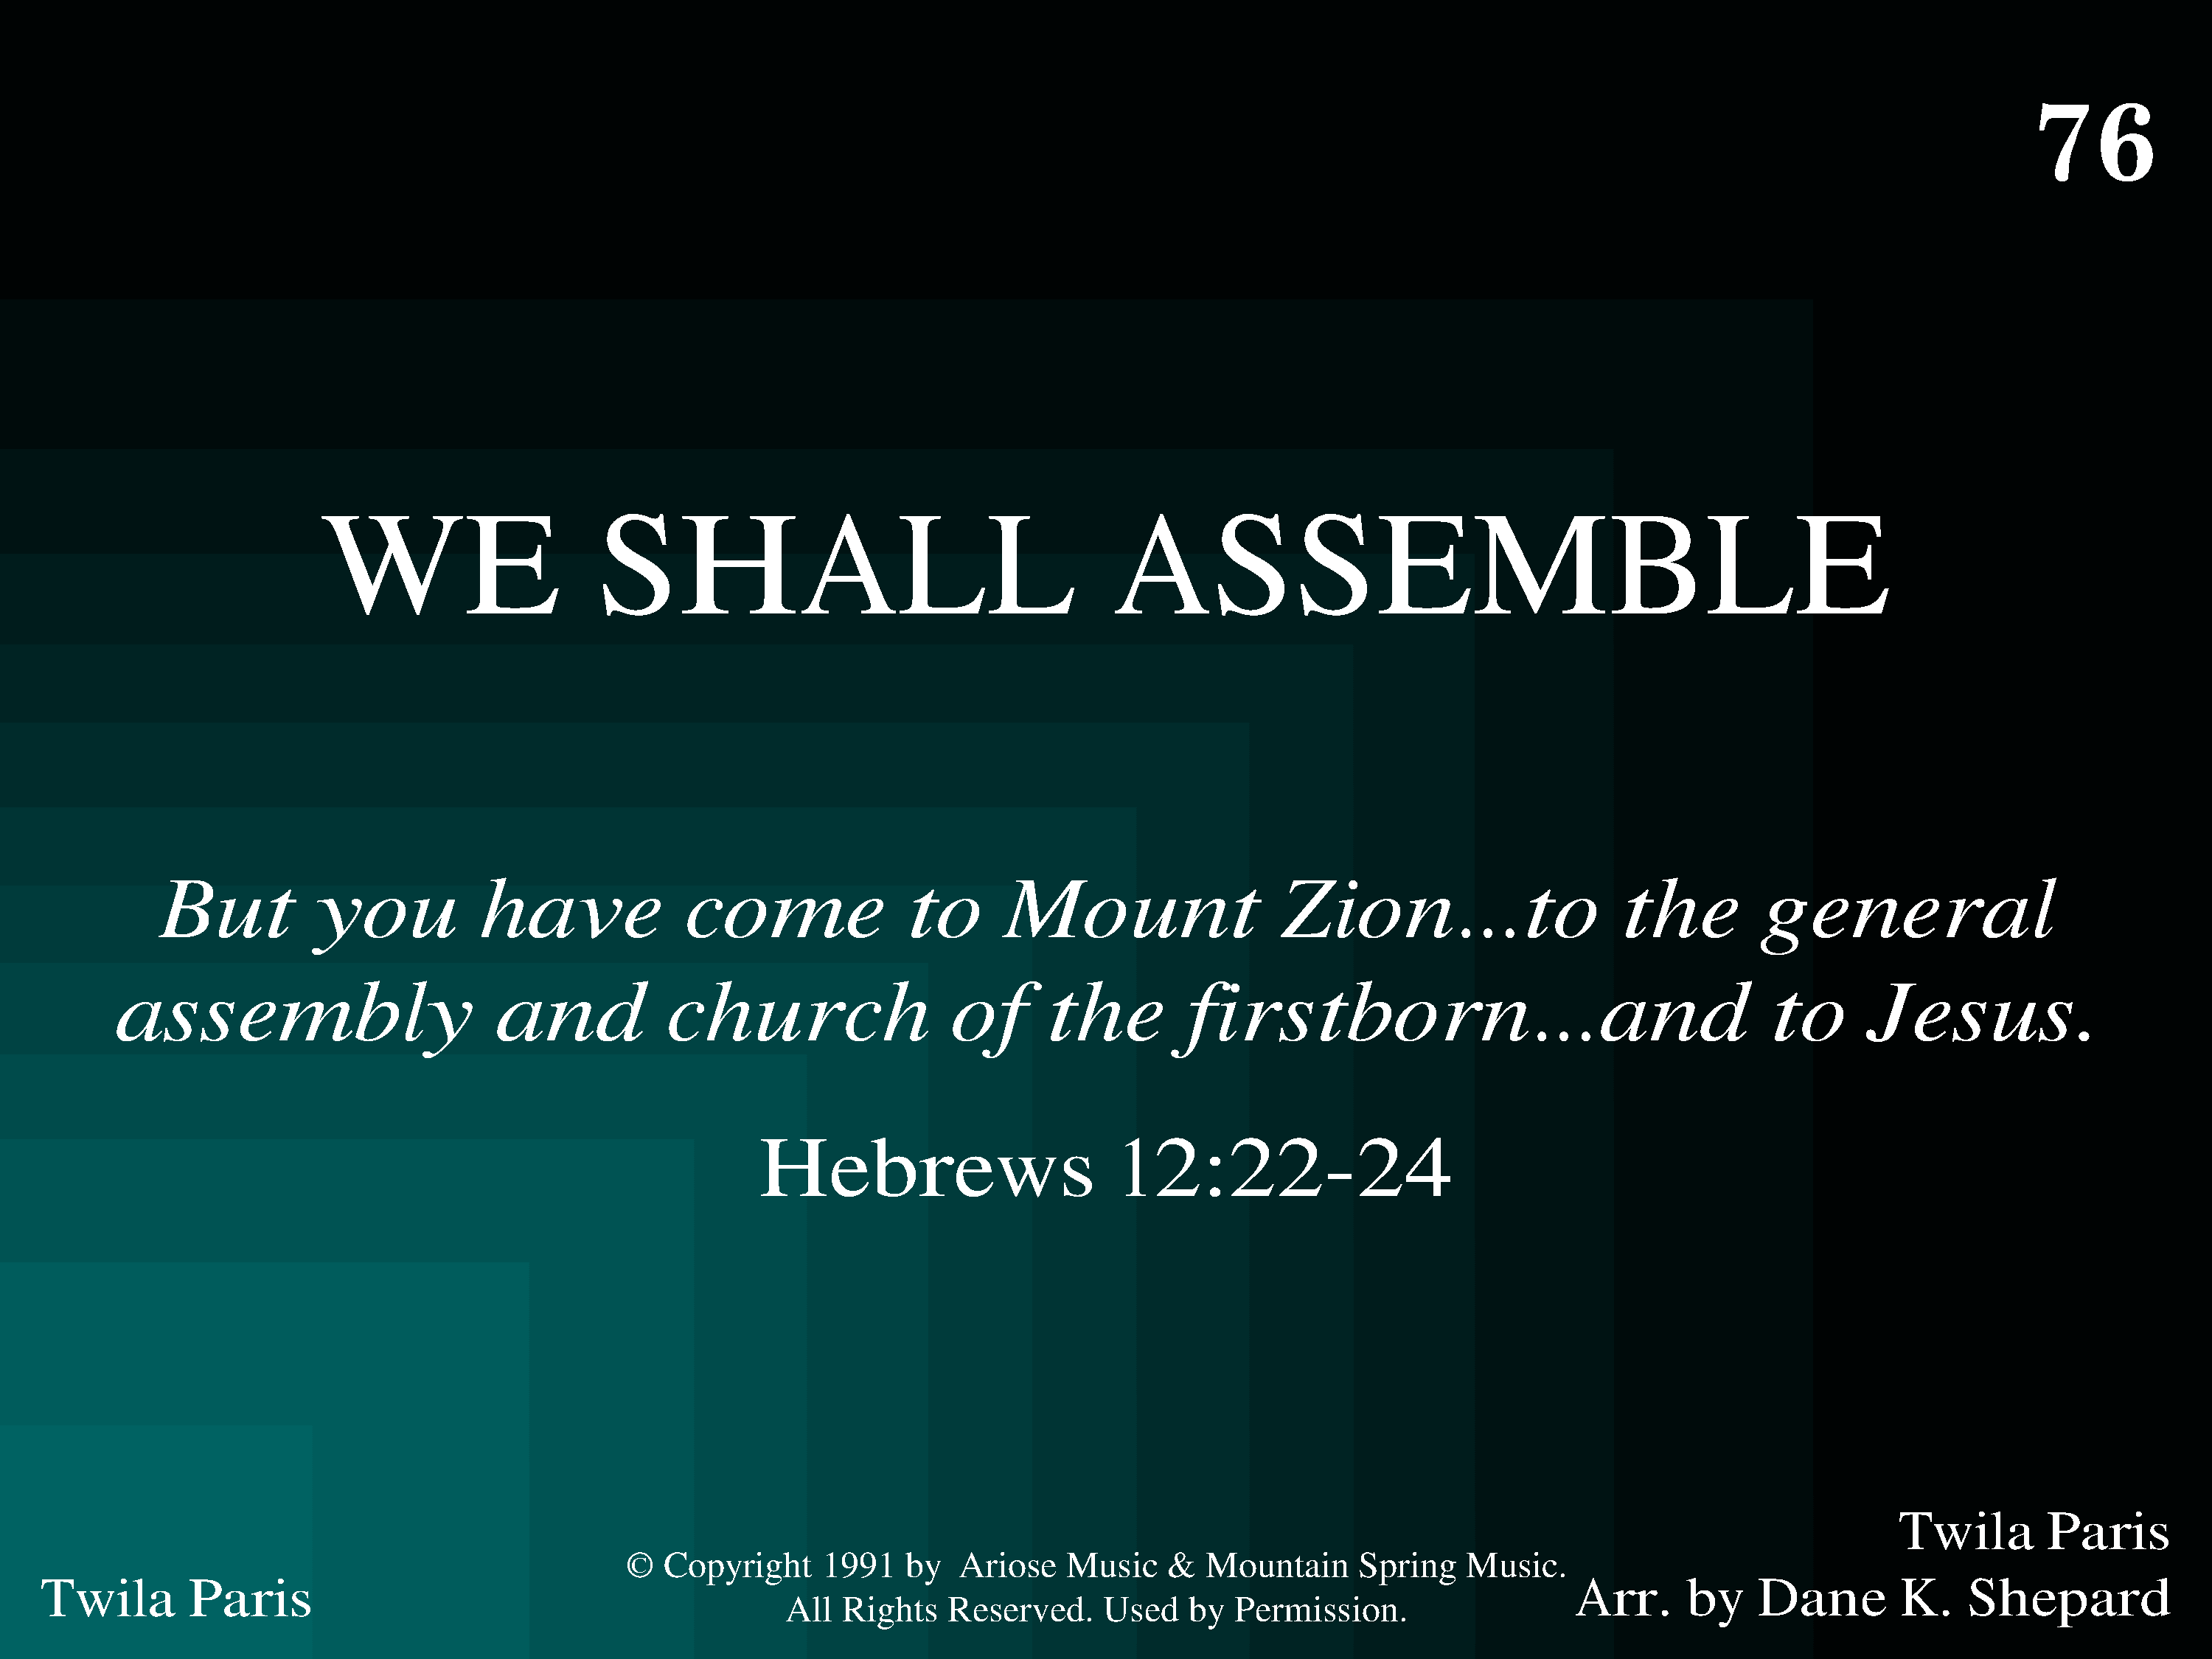 76
WE SHALL ASSEMBLE
But you have come to Mount Zion...to the general
assembly and church of the firstborn...and to Jesus.
Hebrews 12:22-24
Twila Paris
© Copyright 1991 by Ariose Music & Mountain Spring Music.
All Rights Reserved. Used by Permission.
Twila Paris
Arr. by Dane K. Shepard